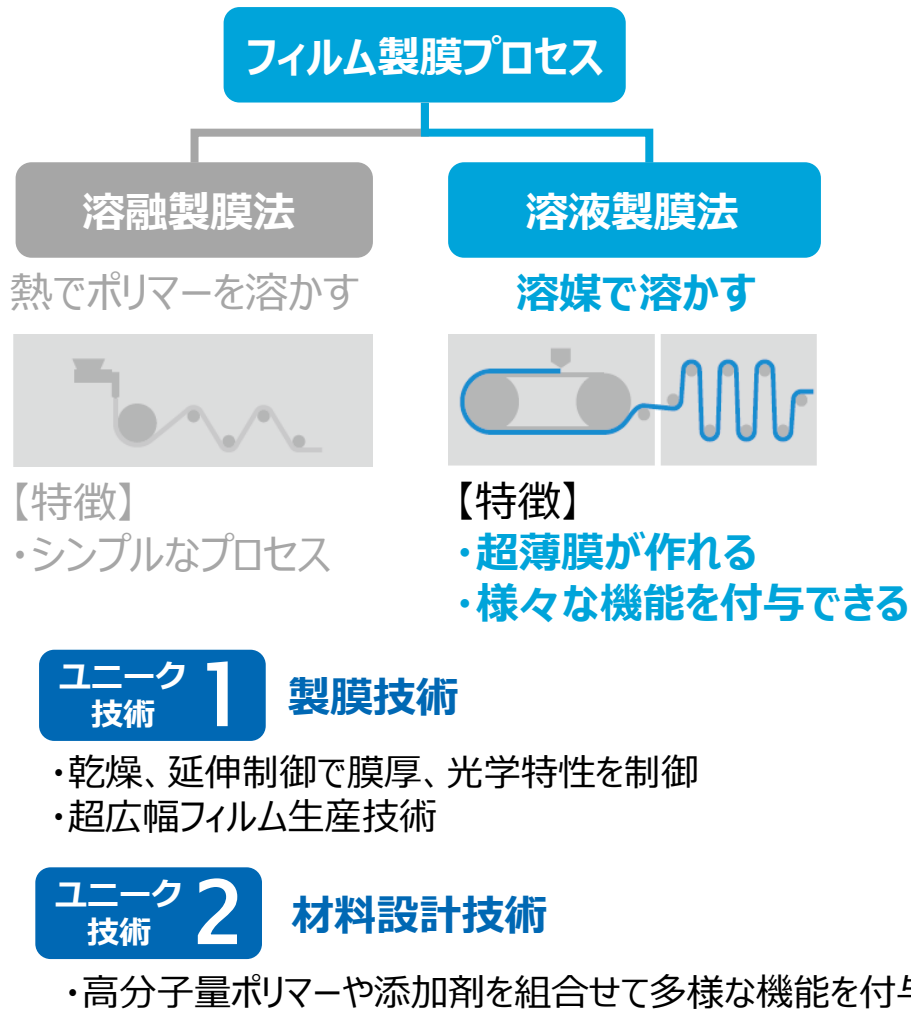 フィルム製膜プロセス
溶融製膜法
熱でポリマーを溶かす
【特徴】
・シンプルなプロセス
溶液製膜法
溶媒で溶かす
【特徴】
・超薄膜が作れる
・様々な機能を付与できる
ユニーク技術 1 製膜技術
・乾燥、延伸制御で膜厚、光学特性を制御
・超広幅フィルム生産技術
ユニーク技術 2 材料設計技術
・高分子量ポリマーや添加剤を組合せて多様な機能を付